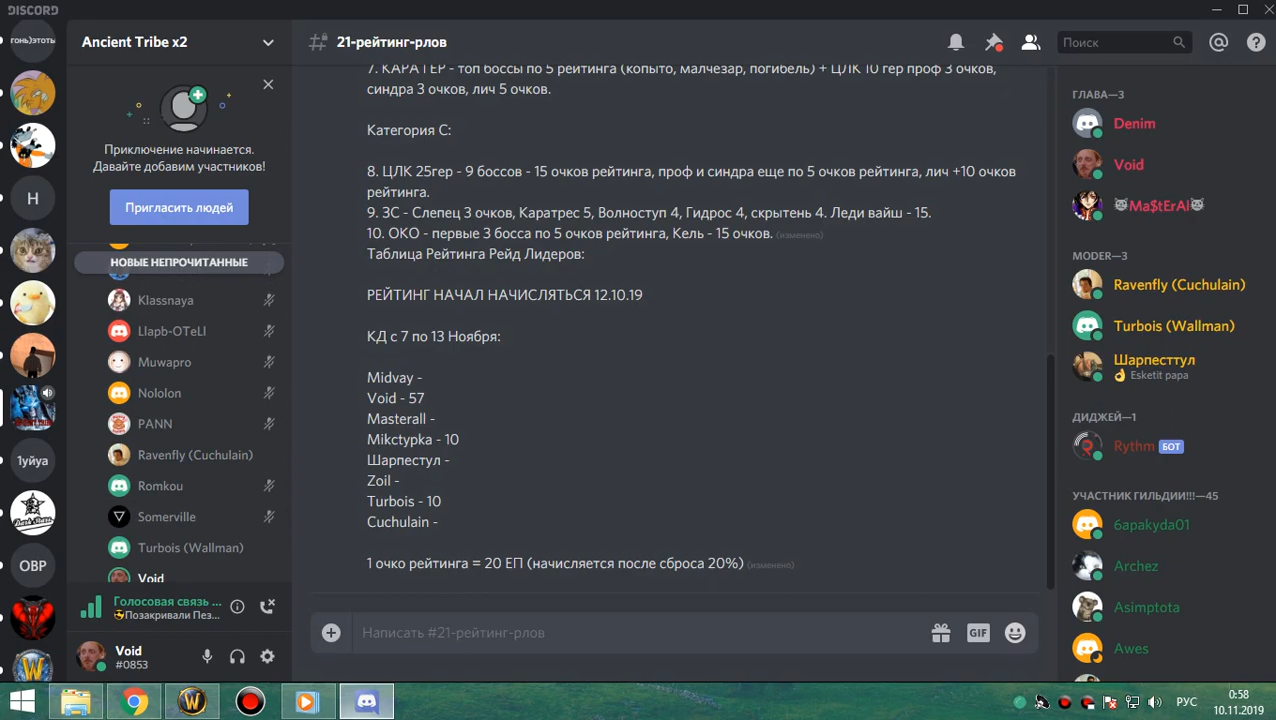 DISCORD
гонь)этоты
Н
1уйуа
ОВР
Ancient Tribe x2
Приключение начинается.
Давайте добавим участников!
Пригласить людей
НОВЫЕ НЕПРОЧИТАННЫЕ
Klassnaya
Llapb-OTeLI
Muwapro
Nololon
PANN
Ravenfly (Cuchulain)
Romkou
Somerville
Turbois (Wallman)
Void
Голосовая связь ...
Позакривали Пез...
Void
#0853
21-рейтинг-рлов
Поиск
7. КАРАГЕР - топ боссы по 5 рейтинга (копыто, малчезар, погибель) + ЦЛК 10 гер проф 3 очков,
синдра 3 очков, лич 5 очков.
Категория С:
8. ЦЛК 25гер - 9 боссов - 15 очков рейтинга, проф и синдра еще по 5 очков рейтинга, лич +10 очков
рейтинга.
9. ЗС - Слепец 3 очков, Каратрес 5, Волноступ 4, Гидрос 4, скрытень 4. Леди вайш - 15.
10. ОКО - первые 3 босса по 5 очков рейтинга, Кель - 15 очков. (изменено)
Таблица Рейтинга Рейд Лидеров:
РЕЙТИНГ НАЧАЛ НАЧИСЛЯТЬСЯ 12.10.19
КД с 7 по 13 Ноября:
Midvay -
Void - 57
Masterall -
Mikctypka - 10
Шарпестул -
Zoil -
Turbois - 10
Cuchulain -
1 очко рейтинга = 20 ЕП (начисляется после сброса 20%) (изменено)
Написать #21-рейтинг-рлов
GIF
ГЛАВА—3
Denim
Void
Ma$tErAl
MODER—3
Ravenfly (Cuchulain)
Turbois (Wallman)
Шарпесттул
Esketit papa
ДИДЖЕЙ—1
Rythm БОТ
УЧАСТНИК ГИЛЬДИИ!!!—45
6apakyda01
Archez
Asimptota
Awes
РУС
0:58
10.11.2019